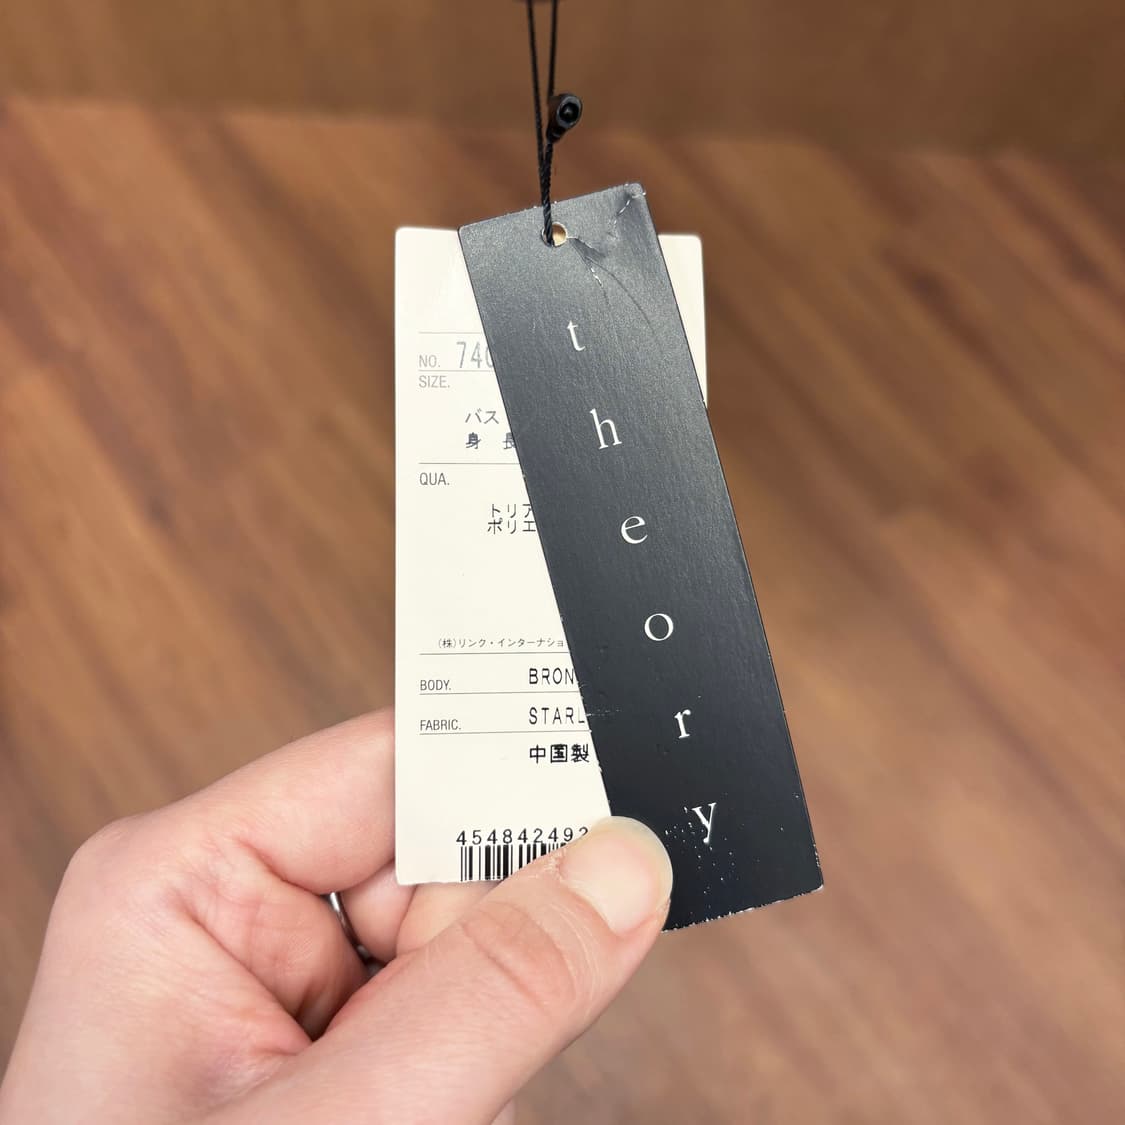 NO. 740
SIZE.
バス
身 長
QUA.
トリア
ポリエ
(株)リンク・インターナショ
BODY. BRON
FABRIC. STARL
中国製
454842492
theory